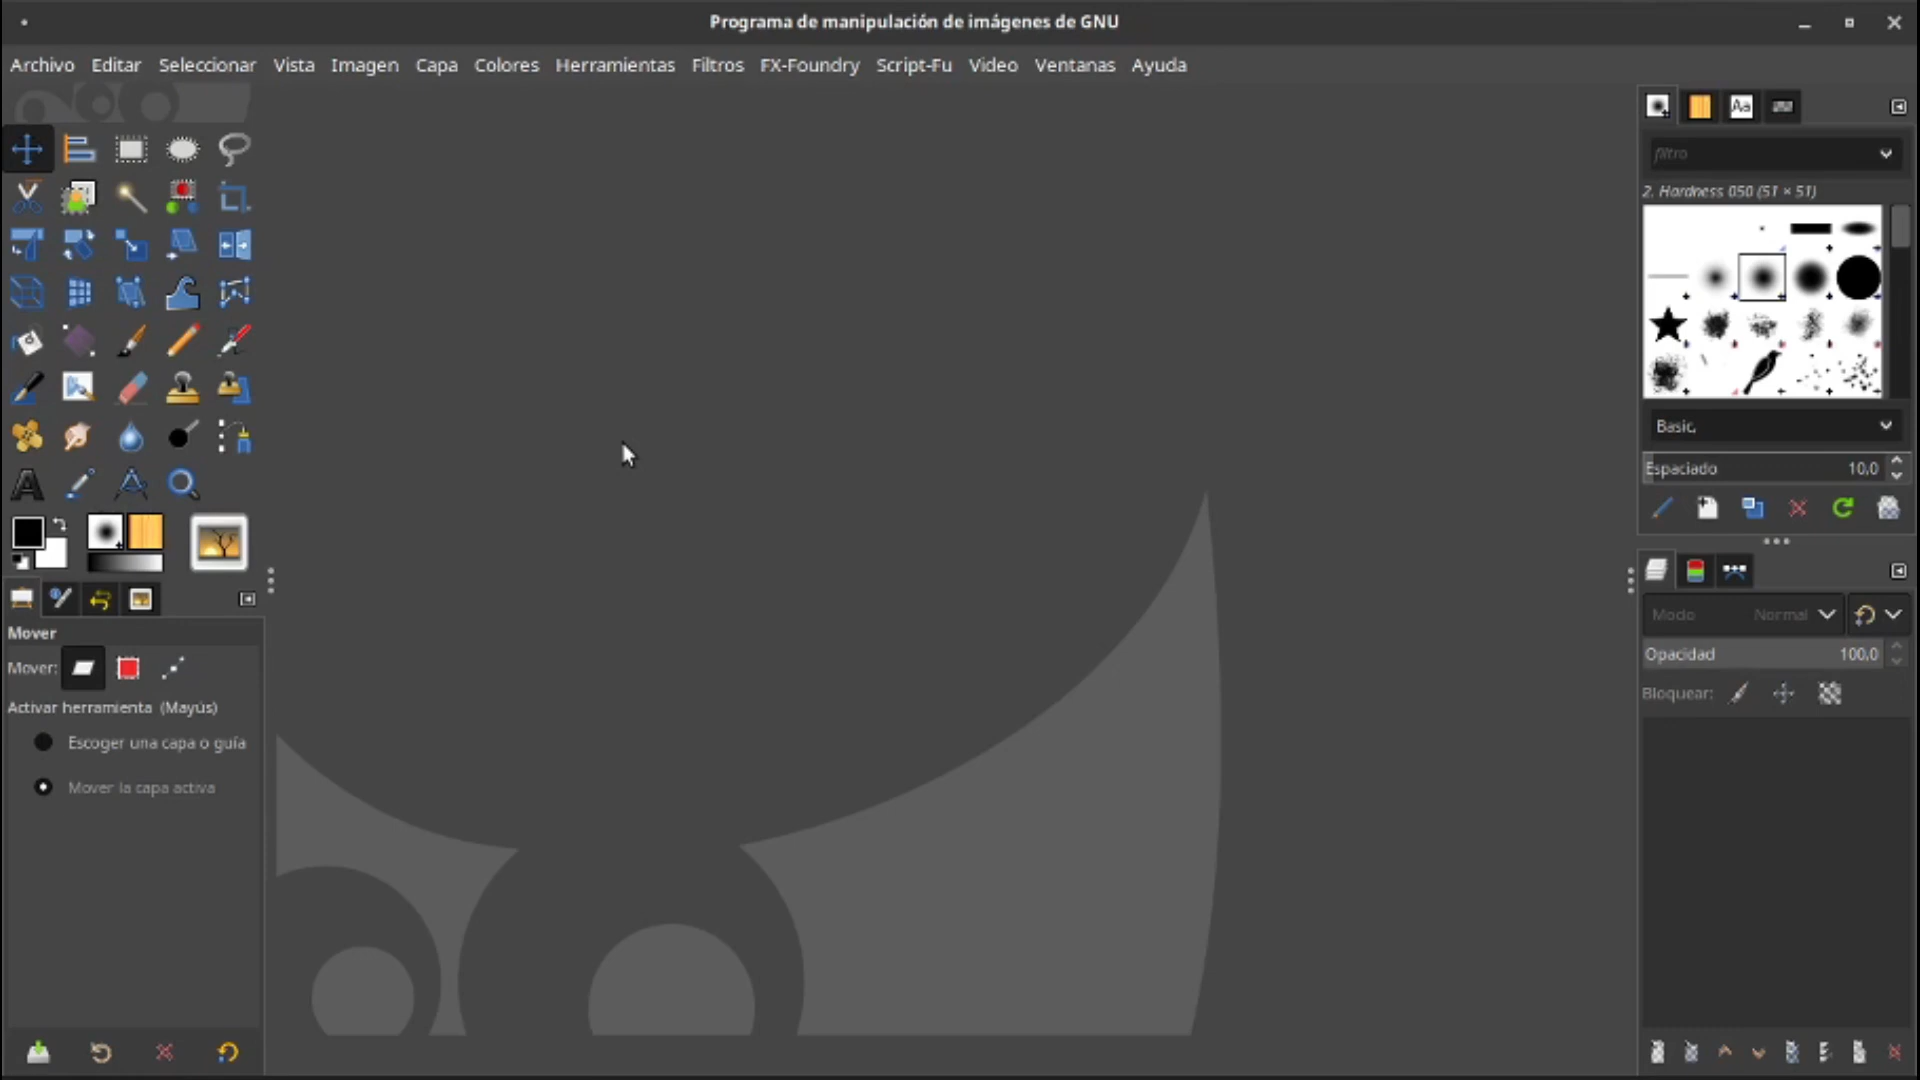 Programa de manipulación de imágenes de GNU
Archivo Editar Seleccionar Vista Imagen Capa Colores Herramientas Filtros FX-Foundry Script-Fu Video Ventanas Ayuda
Aa
filtro
2. Hardness 050 (51 × 51)
Basic,
Espaciado 10,0
Mover
Mover:
Activar herramienta (Mayús)
Escoger una capa o guía
Mover la capa activa
Modo Normal
Opacidad 100,0
Bloquear: